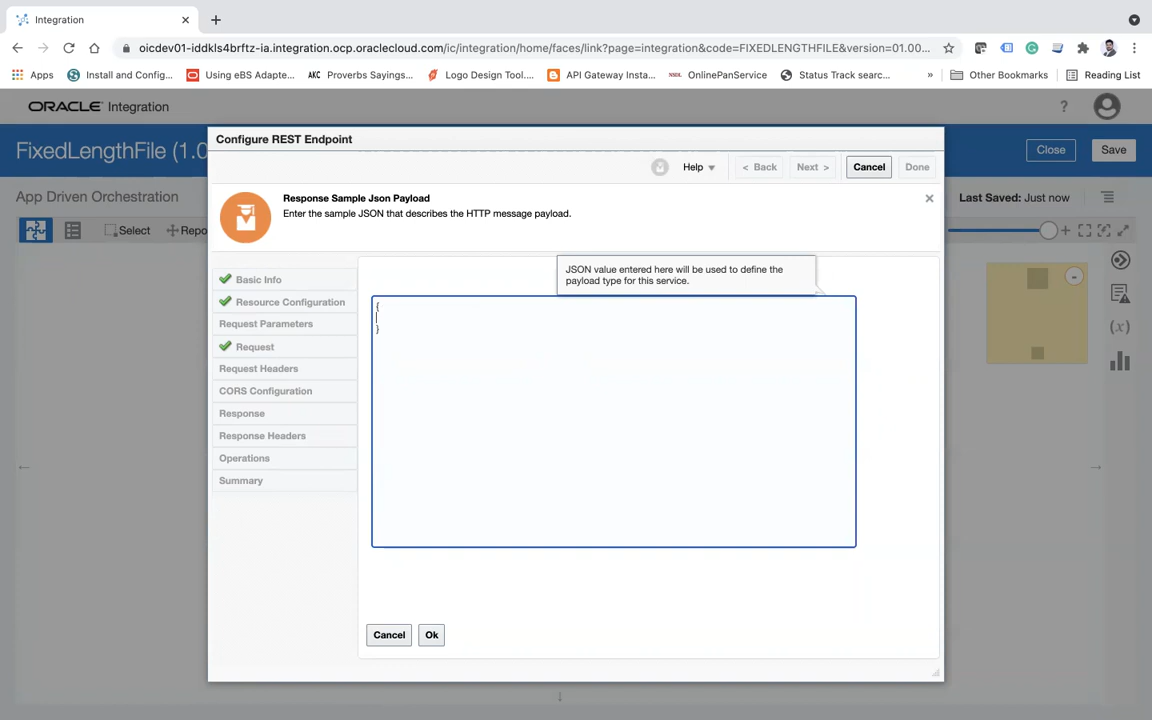 Integration
oicdev01-iddkls4brftz-ia.integration.ocp.oraclecloud.com/ic/integration/home/faces/link?page=integration&code=FIXEDLENGTHFILE&version=01.00...
Apps
Install and Config...
Using eBS Adapte...
AKC
Proverbs Sayings...
Logo Design Tool....
API Gateway Insta...
NSDL
OnlinePanService
Status Track searc...
»
Other Bookmarks
Reading List
ORACLE Integration
?
FixedLengthFile (1.0
Close
Save
App Driven Orchestration
Last Saved: Just now
Select
Repo
Configure REST Endpoint
Help
< Back
Next >
Cancel
Done
Response Sample Json Payload
Enter the sample JSON that describes the HTTP message payload.
Basic Info
Resource Configuration
Request Parameters
Request
Request Headers
CORS Configuration
Response
Response Headers
Operations
Summary
JSON value entered here will be used to define the
payload type for this service.
{
}
Cancel
Ok
(x)